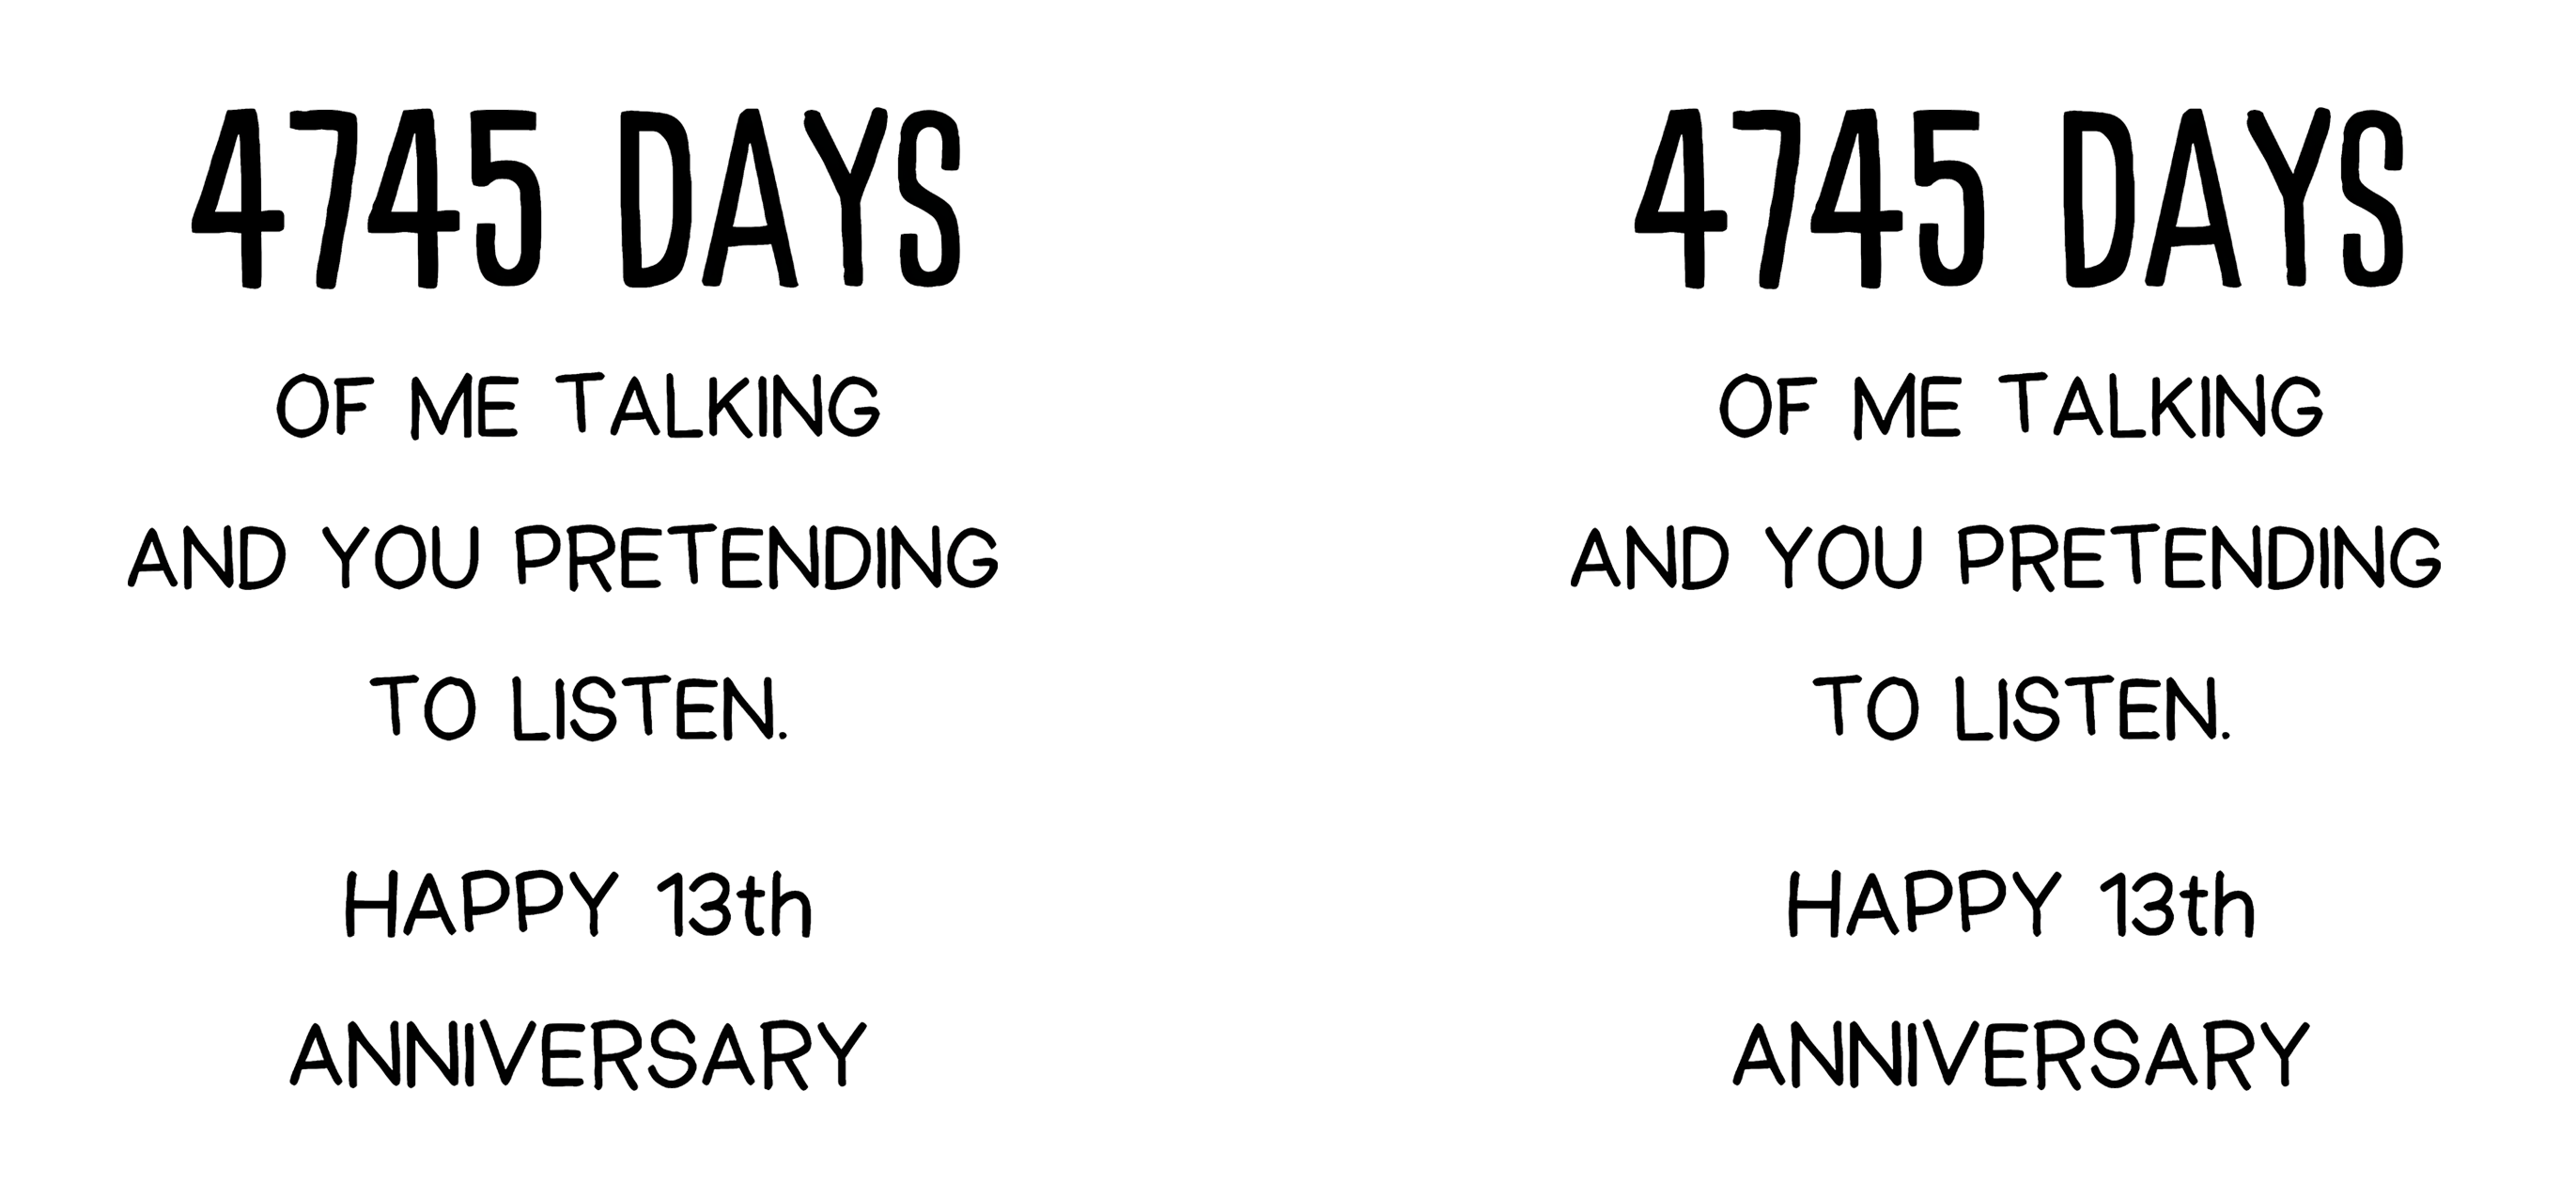 4745 DAYS
OF ME TALKING
AND YOU PRETENDING
TO LISTEN.
HAPPY 13th
ANNIVERSARY
4745 DAYS
OF ME TALKING
AND YOU PRETENDING
TO LISTEN.
HAPPY 13th
ANNIVERSARY